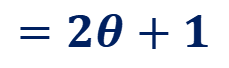 = 2θ + 1